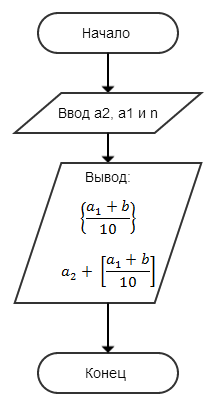 Начало
Ввод a2, a1 и n
Вывод:
{(a₁ + b)/10}
a₂ + [(a₁ + b)/10]
Конец